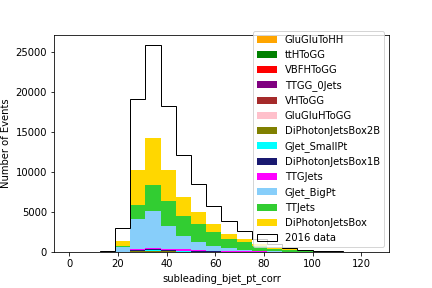 GluGluToHH
ttHToGG
VBFHToGG
TTGG_0Jets
VHToGG
GluGluHToGG
DiPhotonJetsBox2B
GJet_SmallPt
DiPhotonJetsBox1B
TTGJets
GJet_BigPt
TTJets
DiPhotonJetsBox
2016 data
25000
20000
15000
10000
5000
0
Number of Events
0 20 40 60 80 100 120
subleading_bjet_pt_corr